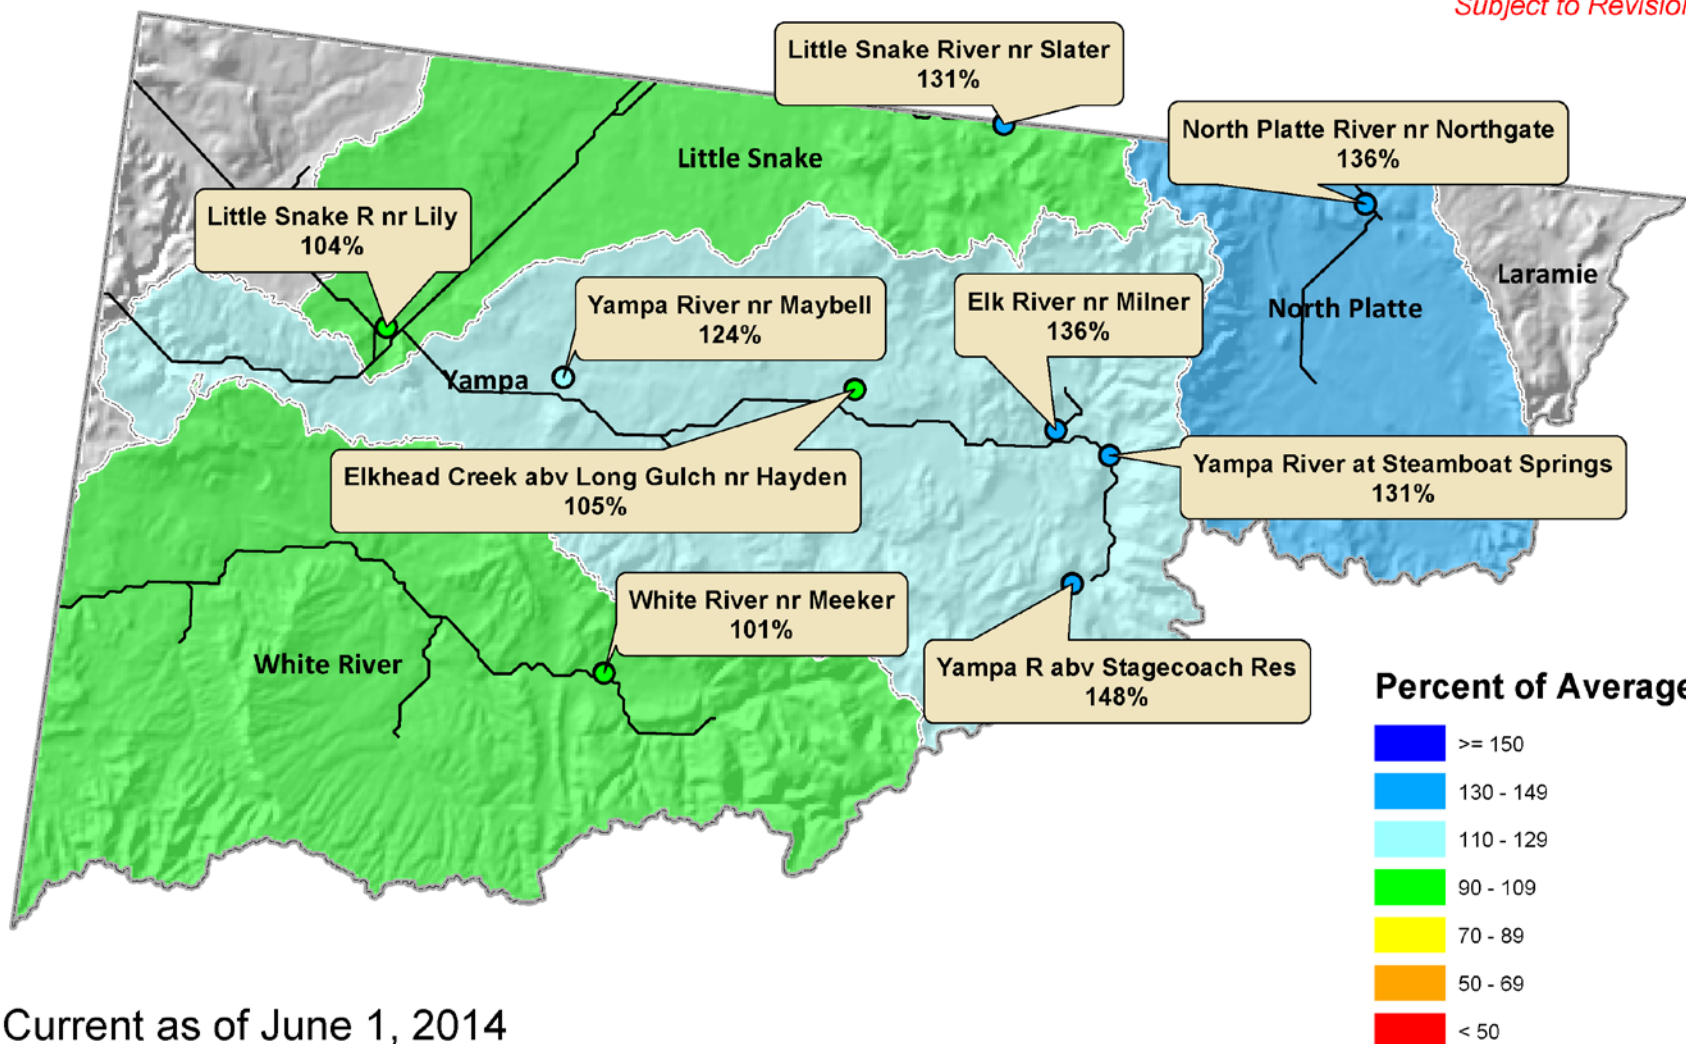 Subject to Revision
Little Snake River nr Slater
131%
North Platte River nr Northgate
136%
Little Snake
Little Snake R nr Lily
104%
Laramie
Yampa River nr Maybell
124%
Elk River nr Milner
136%
North Platte
Yampa
Elkhead Creek abv Long Gulch nr Hayden
105%
Yampa River at Steamboat Springs
131%
White River nr Meeker
101%
White River
Yampa R abv Stagecoach Res
148%
Percent of Average
>= 150
130 - 149
110 - 129
90 - 109
70 - 89
50 - 69
< 50
Current as of June 1, 2014